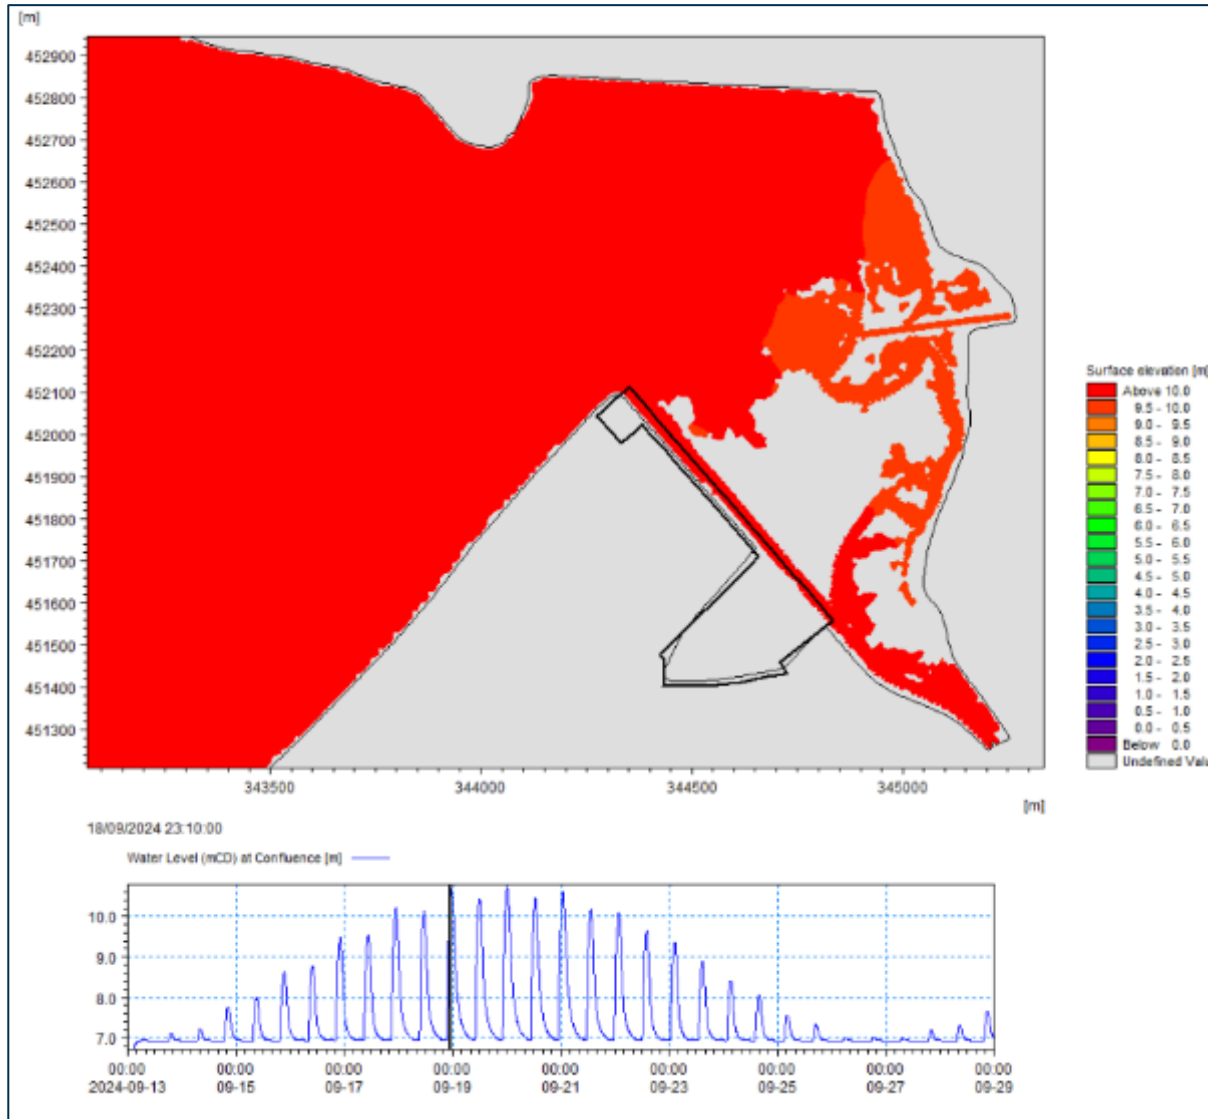 [m]
452900
452800
452700
452600
452500
452400
452300
452200
452100
452000
451900
451800
451700
451600
451500
451400
451300
343500 344000 344500 345000
[m]
Surface elevation [m]
Above 10.0
9.5 - 10.0
9.0 - 9.5
8.5 - 9.0
8.0 - 8.5
7.5 - 8.0
7.0 - 7.5
6.5 - 7.0
6.0 - 6.5
5.5 - 6.0
5.0 - 5.5
4.5 - 5.0
4.0 - 4.5
3.5 - 4.0
3.0 - 3.5
2.5 - 3.0
2.0 - 2.5
1.5 - 2.0
1.0 - 1.5
0.5 - 1.0
0.0 - 0.5
Below 0.0
Undefined Valu
18/09/2024 23:10:00
Water Level (mCD) at Confluence [m]
10.0
9.0
8.0
7.0
00:00 00:00 00:00 00:00 00:00 00:00 00:00 00:00 00:00
2024-09-13 09-15 09-17 09-19 09-21 09-23 09-25 09-27 09-29